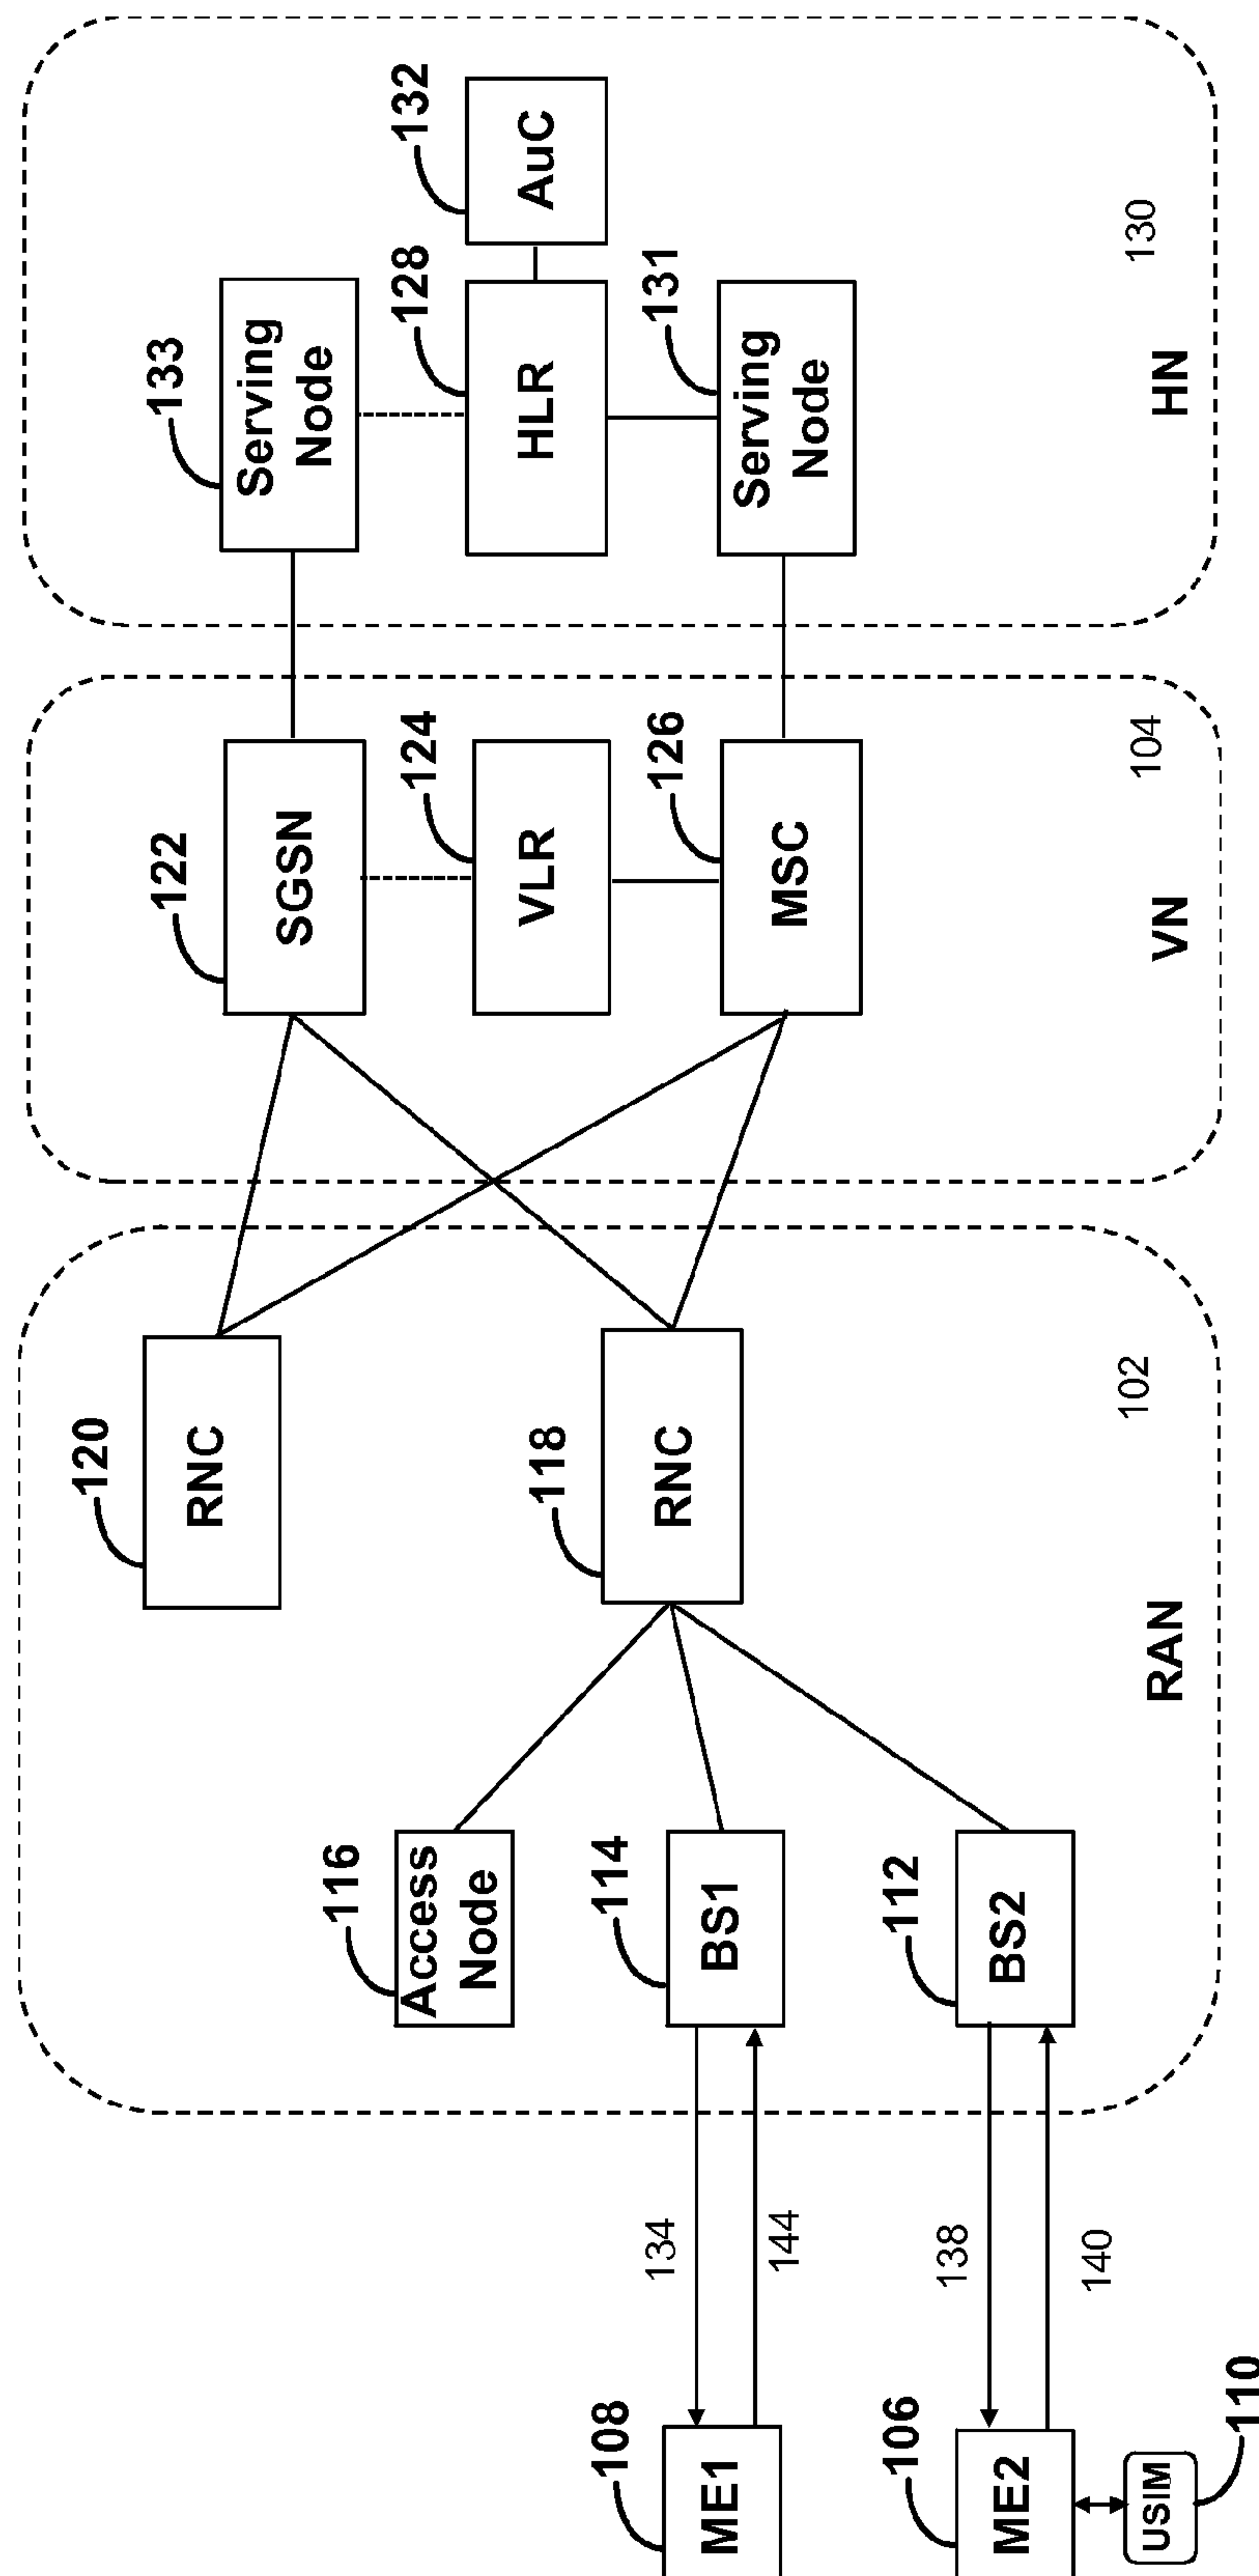 108
ME1
106
ME2
USIM
110
134
144
138
140
116
Access
Node
114
BS1
112
BS2
120
RNC
118
RNC
RAN
102
122
SGSN
124
VLR
126
MSC
VN
104
133
Serving
Node
128
HLR
132
AuC
131
Serving
Node
HN
130